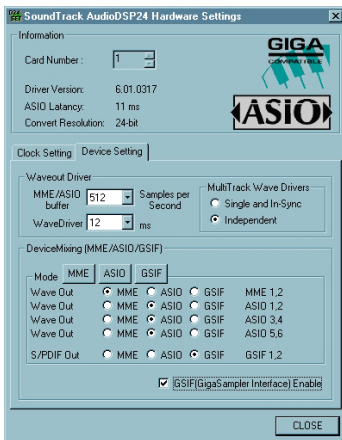 SoundTrack AudioDSP24 Hardware Settings
Information
Card Number :
1
GIGA
COMPATIBLE
Driver Version:
6.01.0317
ASIO Latancy:
11 ms
Convert Resolution:
24-bit
ASIO
Clock Setting
Device Setting
Waveout Driver
MME/ASIO buffer
512
Samples per Second
WaveDriver
12
ms
MultiTrack Wave Drivers
Single and In-Sync
Independent
DeviceMixing (MME/ASIO/GSIF)
Mode MME ASIO GSIF
Wave Out MME ASIO GSIF MME 1,2
Wave Out MME ASIO GSIF ASIO 1,2
Wave Out MME ASIO GSIF ASIO 3,4
Wave Out MME ASIO GSIF ASIO 5,6
S/PDIF Out MME ASIO GSIF GSIF 1,2
GSIF(GigaSampler Interface) Enable
CLOSE